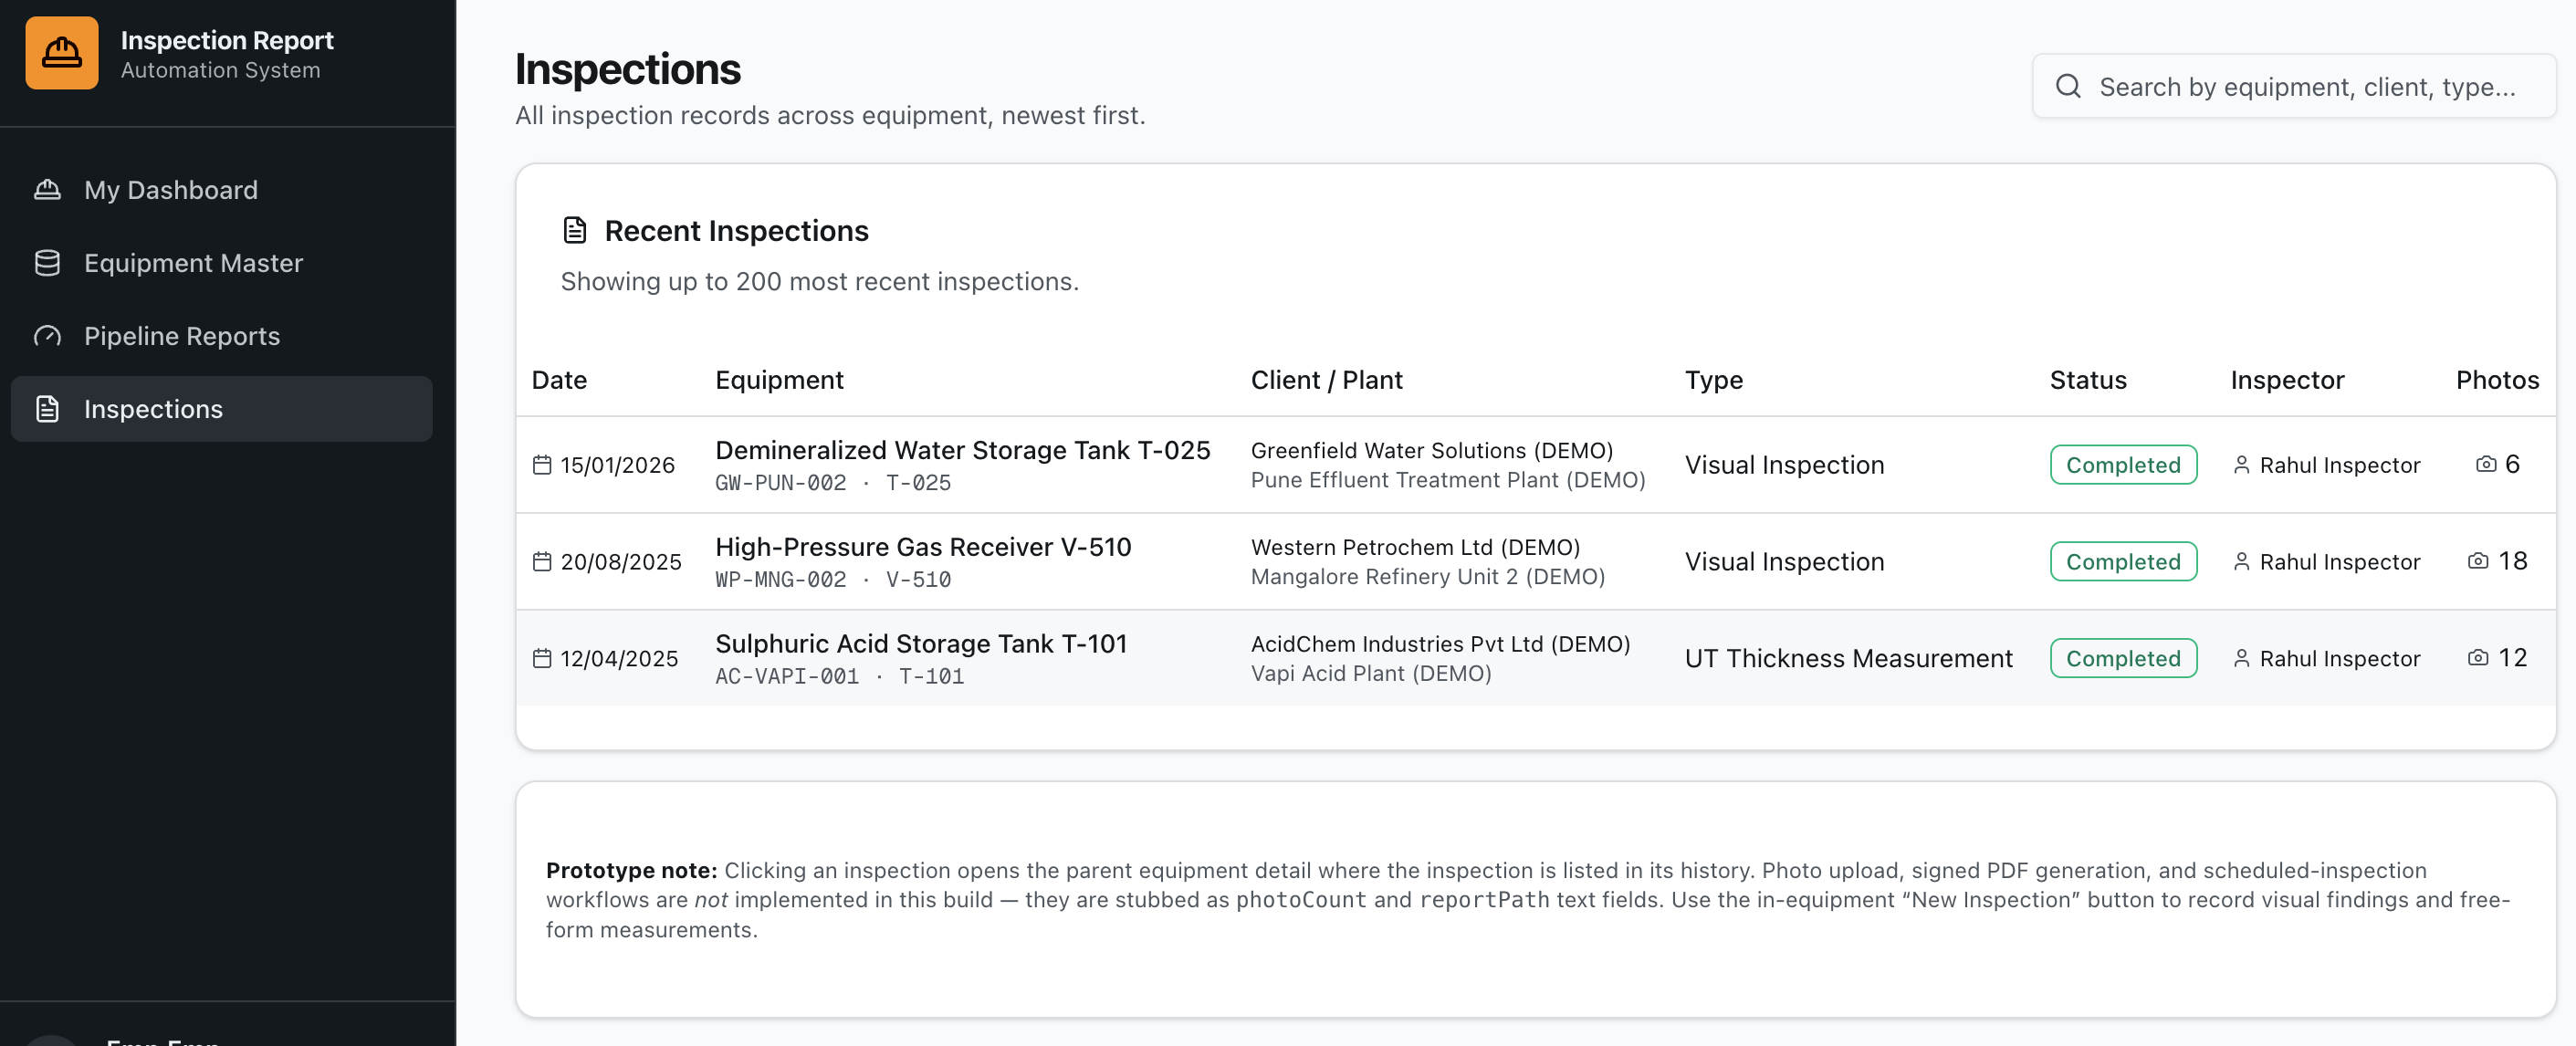 Inspection Report
Automation System
My Dashboard
Equipment Master
Pipeline Reports
Inspections
Inspections
All inspection records across equipment, newest first.
Search by equipment, client, type...
Recent Inspections
Showing up to 200 most recent inspections.
Date Equipment Client / Plant Type Status Inspector Photos
15/01/2026 Demineralized Water Storage Tank T-025 Greenfield Water Solutions (DEMO) Visual Inspection Completed Rahul Inspector 6
GW-PUN-002 · T-025 Pune Effluent Treatment Plant (DEMO)
20/08/2025 High-Pressure Gas Receiver V-510 Western Petrochem Ltd (DEMO) Visual Inspection Completed Rahul Inspector 18
WP-MNG-002 · V-510 Mangalore Refinery Unit 2 (DEMO)
12/04/2025 Sulphuric Acid Storage Tank T-101 AcidChem Industries Pvt Ltd (DEMO) UT Thickness Measurement Completed Rahul Inspector 12
AC-VAPI-001 · T-101 Vapi Acid Plant (DEMO)
Prototype note: Clicking an inspection opens the parent equipment detail where the inspection is listed in its history. Photo upload, signed PDF generation, and scheduled-inspection
workflows are not implemented in this build — they are stubbed as photoCount and reportPath text fields. Use the in-equipment “New Inspection” button to record visual findings and free-
form measurements.